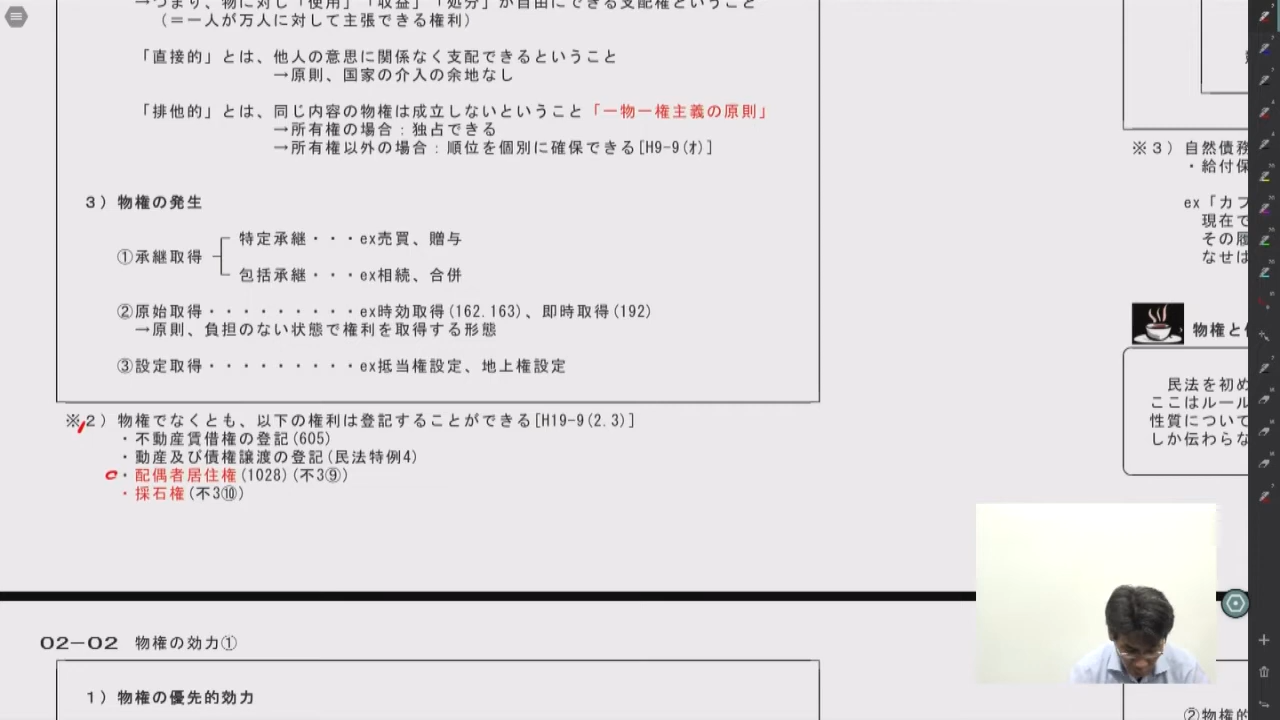 →つまり、物に対し「使用」「収益」「処分」が自由にできる支配権ということ
（＝一人が万人に対して主張できる権利）
「直接的」とは、他人の意思に関係なく支配できるということ
→原則、国家の介入の余地なし
「排他的」とは、同じ内容の物権は成立しないということ「一物一権主義の原則」
→所有権の場合：独占できる
→所有権以外の場合：順位を個別に確保できる[H9-9(ｵ)]
３）物権の発生
①承継取得
特定承継・・・ex売買、贈与
包括承継・・・ex相続、合併
②原始取得・・・・・・・・・ex時効取得(162.163)、即時取得(192)
→原則、負担のない状態で権利を取得する形態
③設定取得・・・・・・・・・ex抵当権設定、地上権設定
※２）物権でなくとも、以下の権利は登記することができる[H19-9(2.3)]
・不動産賃借権の登記(605)
・動産及び債権譲渡の登記(民法特例4)
・配偶者居住権(1028)(不3⑨)
・採石権(不3⑩)
02－02 物権の効力①
１）物権の優先的効力
※３）自然債務
・給付保
ex「カフ
現在で
その履
なせは
物権と
民法を初め
ここはルール
性質について
しか伝わらな
②物権的